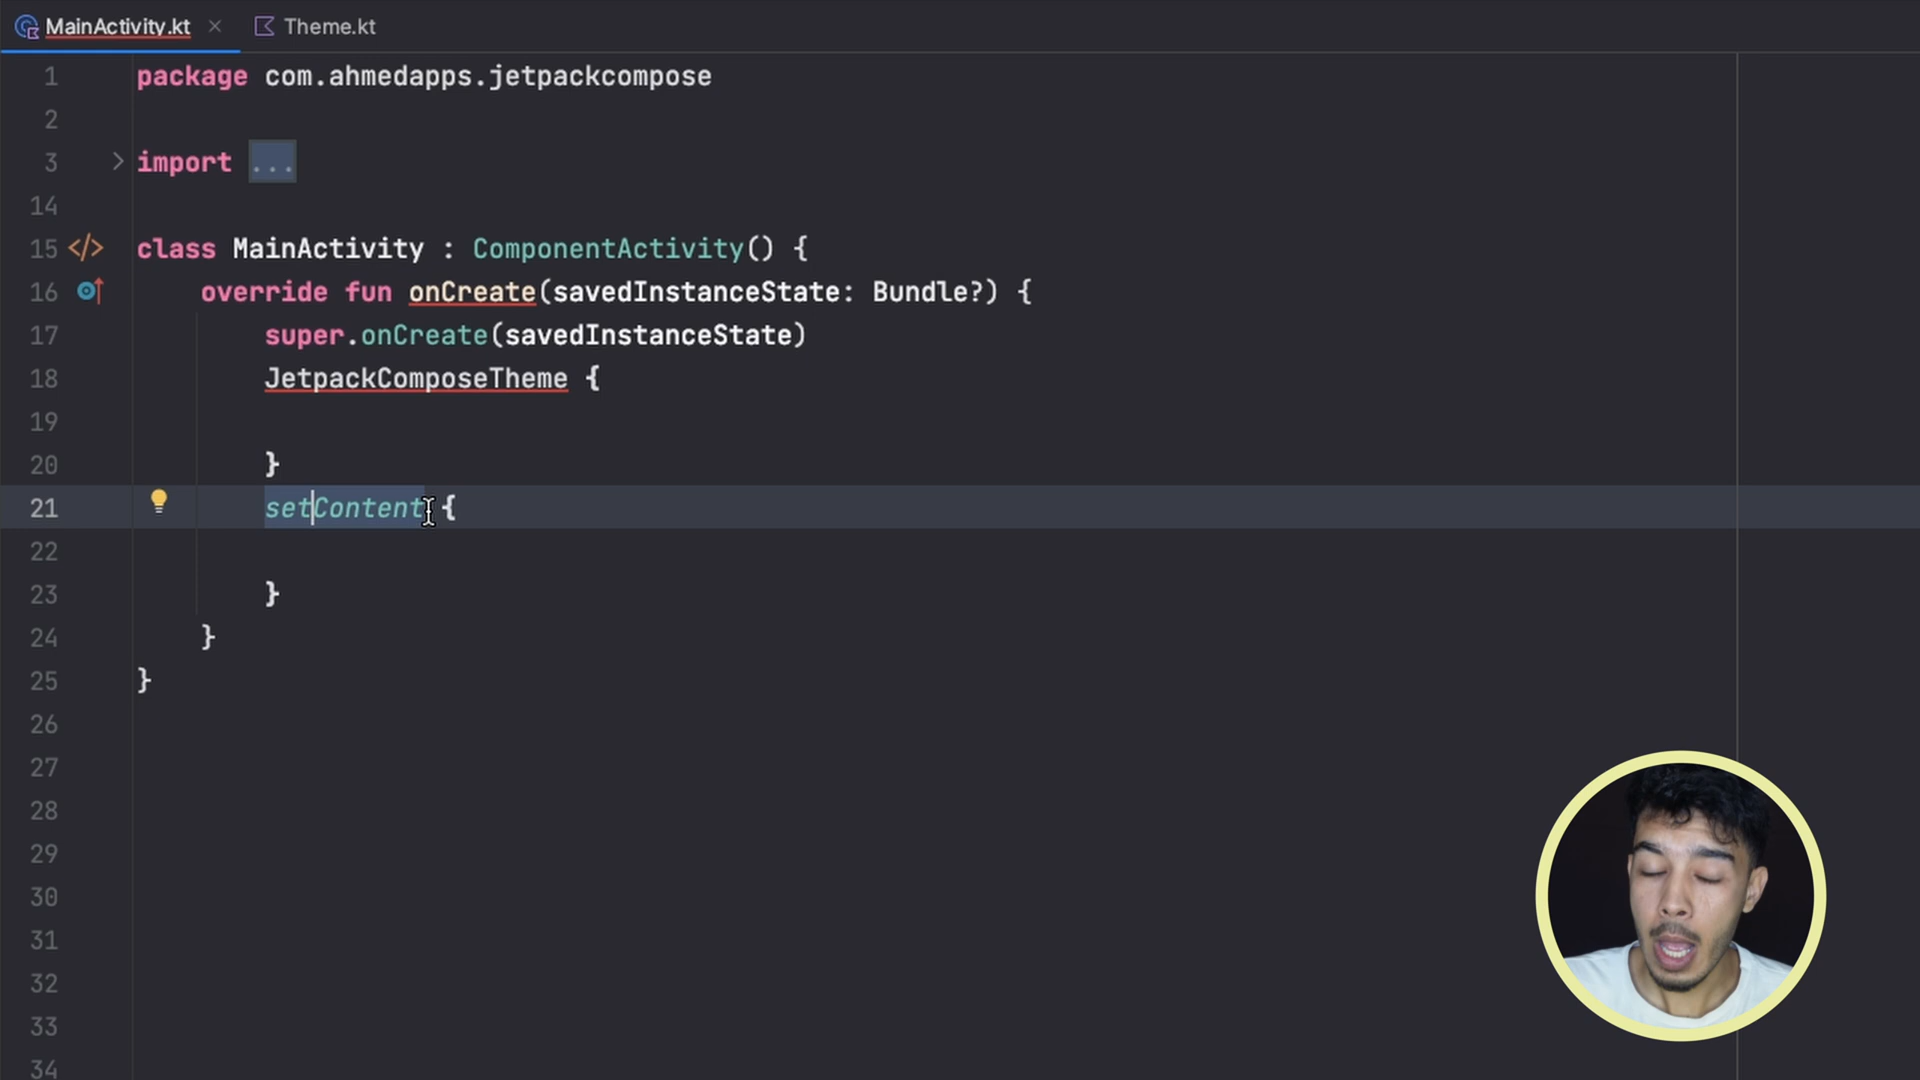 MainActivity.kt × Theme.kt
1 package com.ahmedapps.jetpackcompose
2
3 import ...
14
15 </> class MainActivity : ComponentActivity() {
16 override fun onCreate(savedInstanceState: Bundle?) {
17 super.onCreate(savedInstanceState)
18 JetpackComposeTheme {
19
20 }
21 setContent {
22
23 }
24 }
25 }
26
27
28
29
30
31
32
33
34